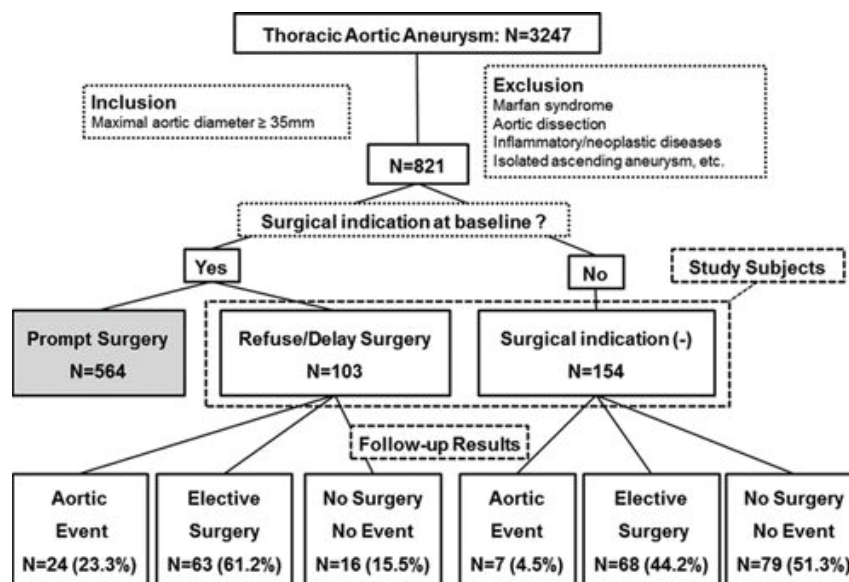 Thoracic Aortic Aneurysm: N=3247
Inclusion
Maximal aortic diameter ≥ 35mm
Exclusion
Marfan syndrome
Aortic dissection
Inflammatory/neoplastic diseases
Isolated ascending aneurysm, etc.
N=821
Surgical indication at baseline ?
Yes
No
Study Subjects
Prompt Surgery
N=564
Refuse/Delay Surgery
N=103
Surgical indication (-)
N=154
Follow-up Results
Aortic
Event
N=24 (23.3%)
Elective
Surgery
N=63 (61.2%)
No Surgery
No Event
N=16 (15.5%)
Aortic
Event
N=7 (4.5%)
Elective
Surgery
N=68 (44.2%)
No Surgery
No Event
N=79 (51.3%)